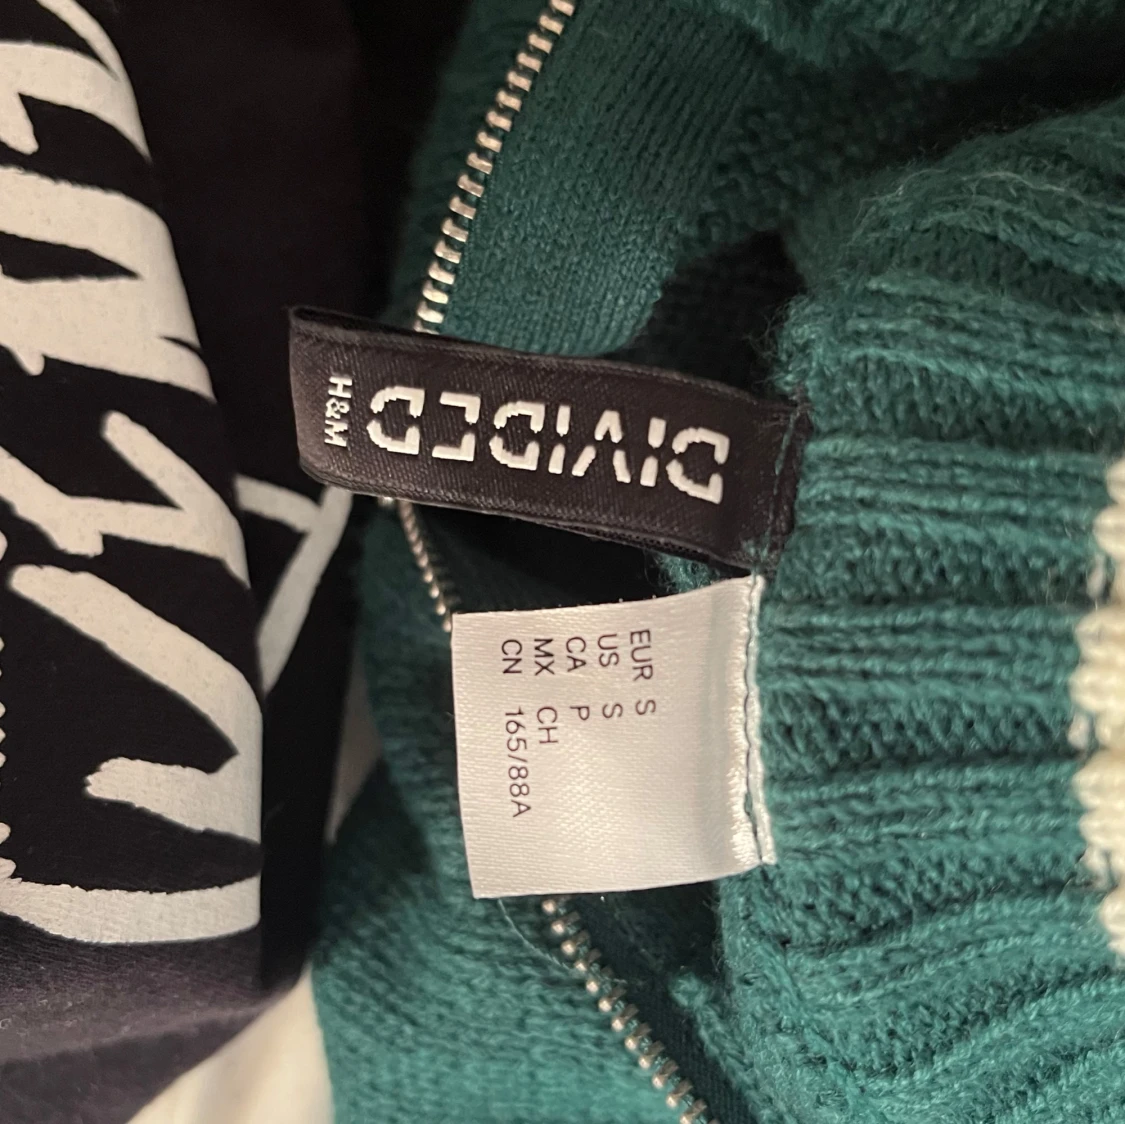 DIVIDED
H&M
EUR S
US S
CA P
MX CH
CN 165/88A